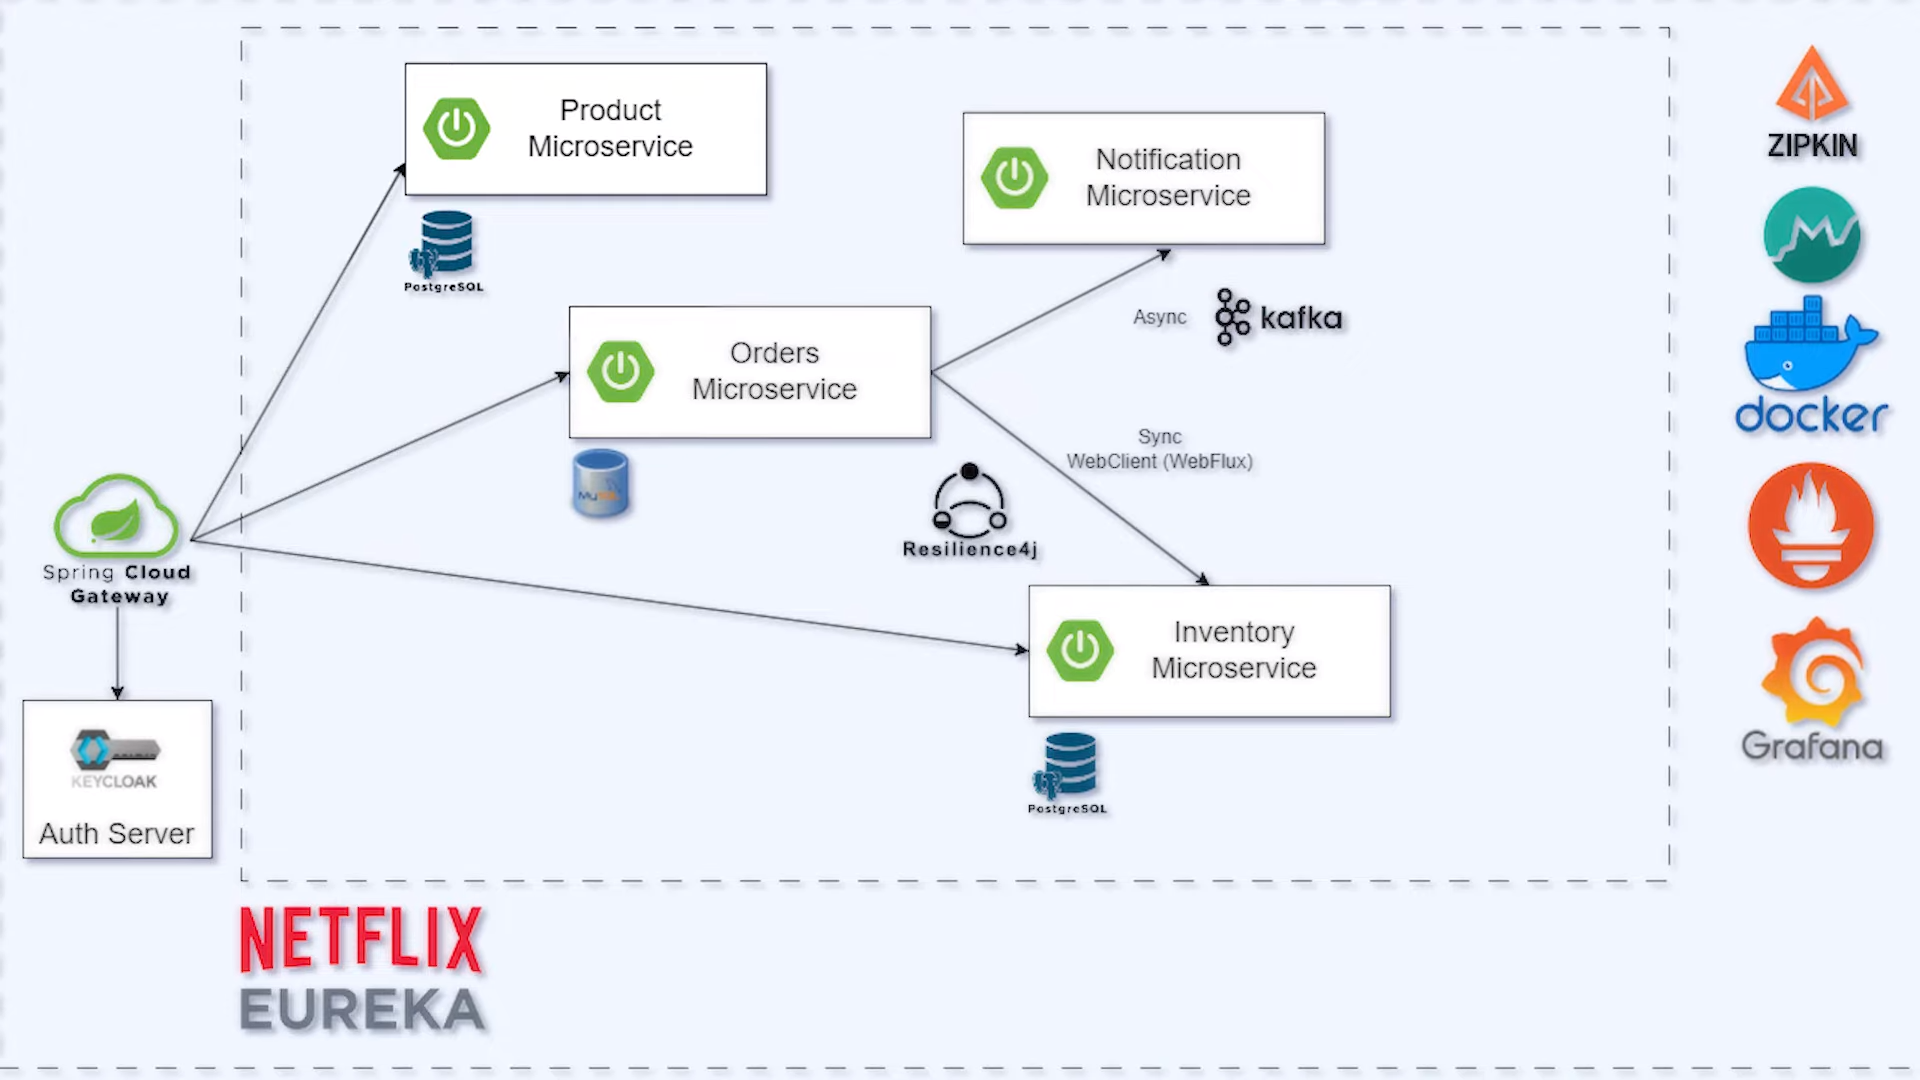 Product
Microservice
PostgreSQL
Notification
Microservice
Async
kafka
Orders
Microservice
MySQL
Sync
WebClient (WebFlux)
Resilience4j
Spring Cloud
Gateway
KEYCLOAK
Auth Server
Inventory
Microservice
PostgreSQL
NETFLIX
EUREKA
ZIPKIN
docker
Grafana